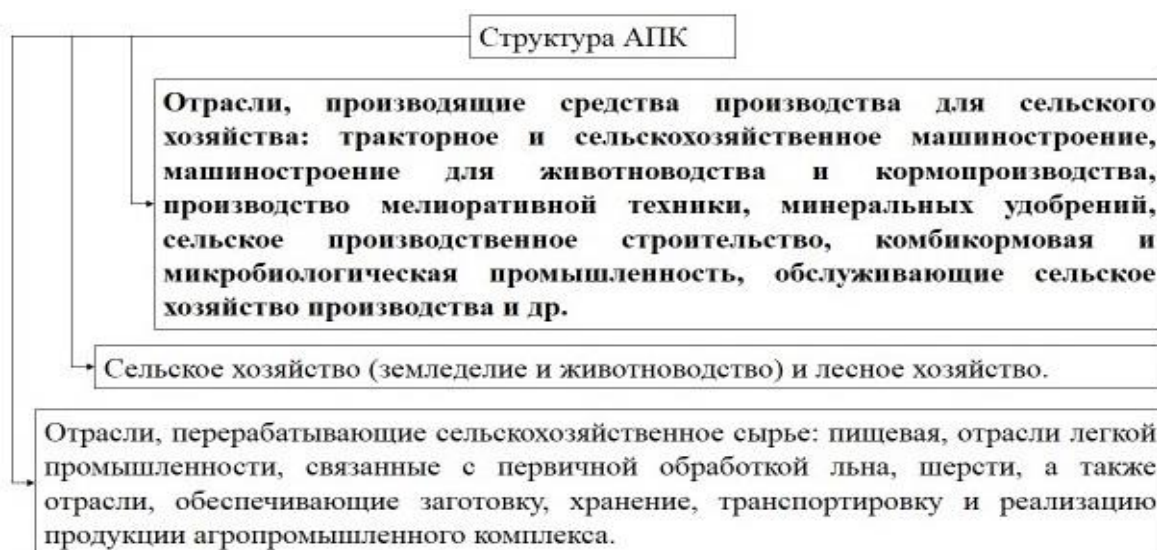 Структура АПК
Отрасли, производящие средства производства для сельского
хозяйства: тракторное и сельскохозяйственное машиностроение,
машиностроение для животноводства и кормопроизводства,
производство мелиоративной техники, минеральных удобрений,
сельское производственное строительство, комбикормовая и
микробиологическая промышленность, обслуживающие сельское
хозяйство производства и др.
Сельское хозяйство (земледелие и животноводство) и лесное хозяйство.
Отрасли, перерабатывающие сельскохозяйственное сырье: пищевая, отрасли легкой
промышленности, связанные с первичной обработкой льна, шерсти, а также
отрасли, обеспечивающие заготовку, хранение, транспортировку и реализацию
продукции агропромышленного комплекса.